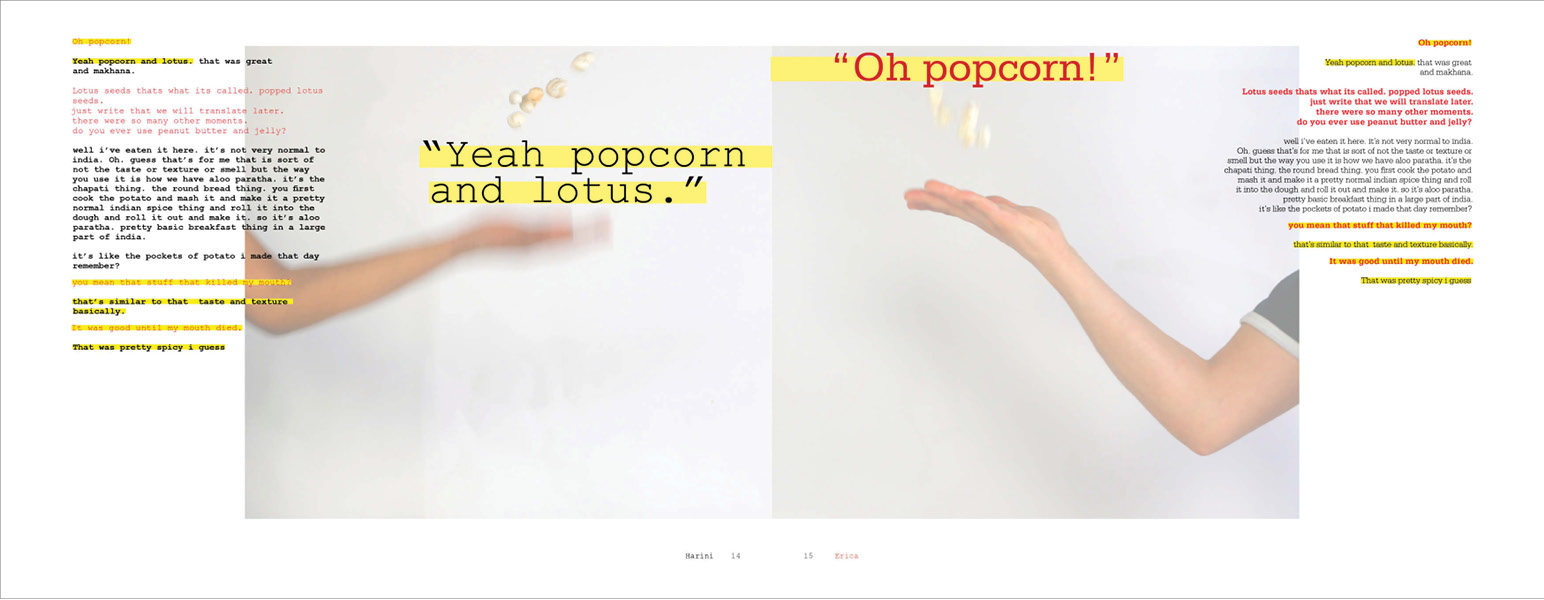 Oh popcorn!
Yeah popcorn and lotus. that was great
and makhana.
Lotus seeds thats what its called. popped lotus
seeds.
just write that we will translate later.
there were so many other moments.
do you ever use peanut butter and jelly?
well i've eaten it here. it's not very normal to
india. Oh. guess that's for me that is sort of
not the taste or texture or smell but the way
you use it is how we have aloo paratha. it's the
chapati thing. the round bread thing. you first
cook the potato and mash it and make it a pretty
normal indian spice thing and roll it into the
dough and roll it out and make it. so it's aloo
paratha. pretty basic breakfast thing in a large
part of india.
it's like the pockets of potato i made that day
remember?
you mean that stuff that killed my mouth?
that's similar to that taste and texture
basically.
It was good until my mouth died.
That was pretty spicy i guess
“Yeah popcorn
and lotus.”
“Oh popcorn!”
Oh popcorn!
Yeah popcorn and lotus. that was great
and makhana.
Lotus seeds thats what its called. popped lotus seeds.
just write that we will translate later.
there were so many other moments.
do you ever use peanut butter and jelly?
well i've eaten it here. it's not very normal to india.
Oh. guess that's for me that is sort of not the taste or texture or
smell but the way you use it is how we have aloo paratha. it's the
chapati thing. the round bread thing. you first cook the potato and
mash it and make it a pretty normal indian spice thing and roll
it into the dough and roll it out and make it. so it's aloo paratha.
pretty basic breakfast thing in a large part of india.
it's like the pockets of potato i made that day remember?
you mean that stuff that killed my mouth?
that's similar to that taste and texture basically.
It was good until my mouth died.
That was pretty spicy i guess
Harini 14
15 Erica